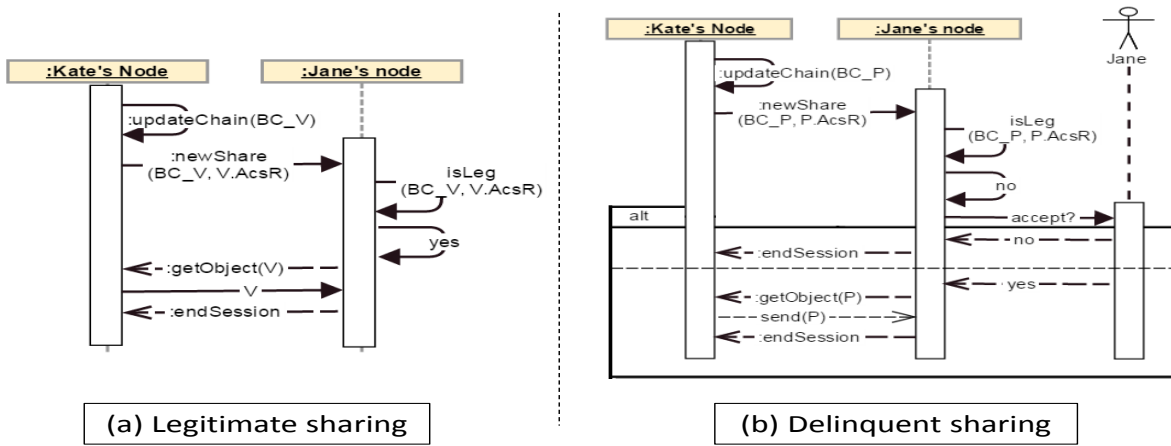 :Kate's Node
:Jane's node
:updateChain(BC_V)
:newShare
(BC_V, V.AcsR)
isLeg
(BC_V, V.AcsR)
yes
:getObject(V)
V
:endSession
(a) Legitimate sharing
:Kate's Node
:Jane's node
Jane
:updateChain(BC_P)
:newShare
(BC_P, P.AcsR)
isLeg
(BC_P, P.AcsR)
no
alt
accept?
no
:endSession
yes
:getObject(P)
send(P)
:endSession
(b) Delinquent sharing